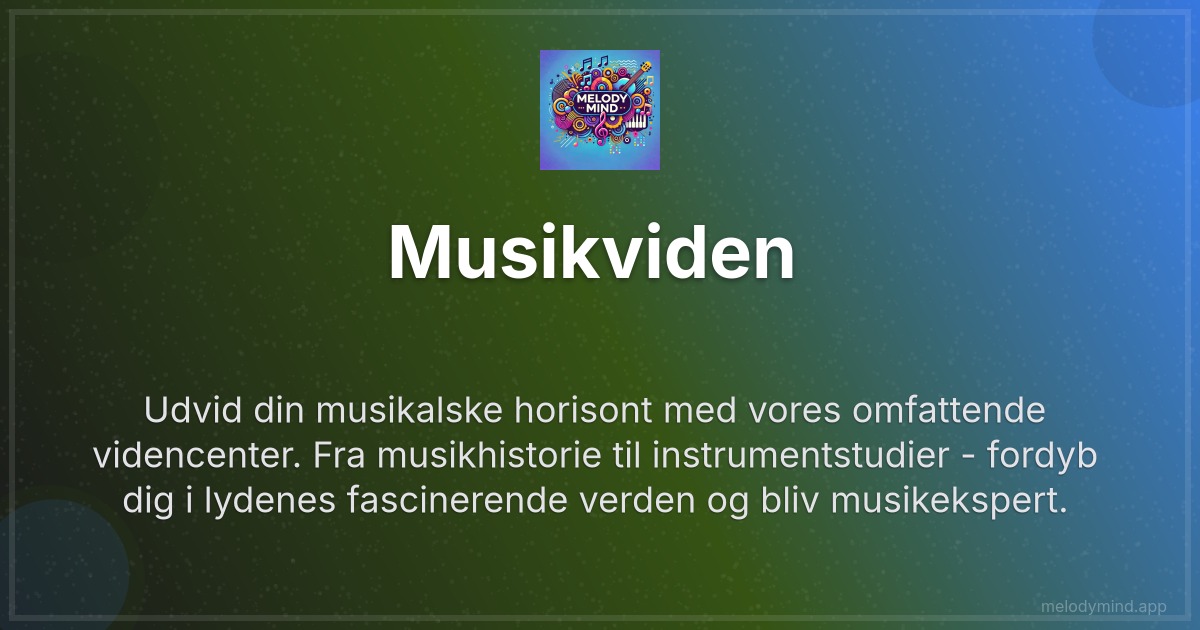 MELODY
MIND
Musikviden
Udvid din musikalske horisont med vores omfattende
videncenter. Fra musikhistorie til instrumentstudier - fordyb
dig i lydenes fascinerende verden og bliv musikekspert.
melodymind.app